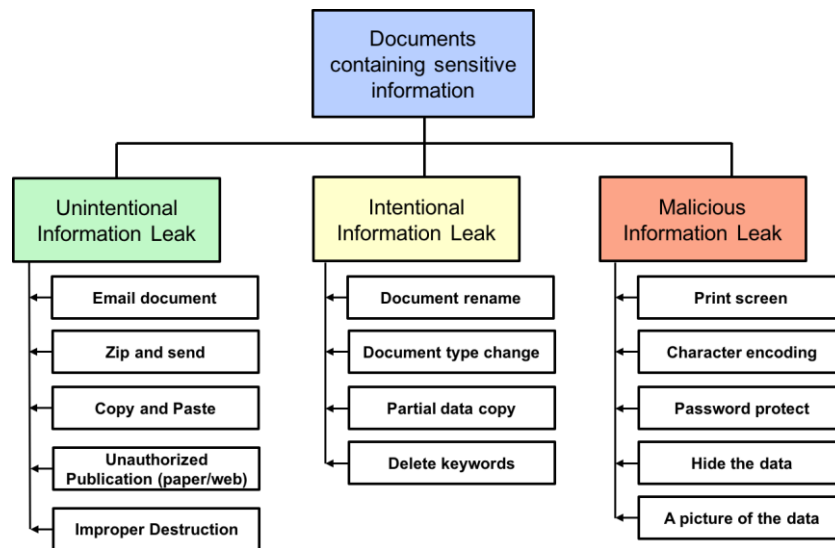 Documents
containing sensitive
information
Unintentional
Information Leak
Email document
Zip and send
Copy and Paste
Unauthorized
Publication (paper/web)
Improper Destruction
Intentional
Information Leak
Document rename
Document type change
Partial data copy
Delete keywords
Malicious
Information Leak
Print screen
Character encoding
Password protect
Hide the data
A picture of the data